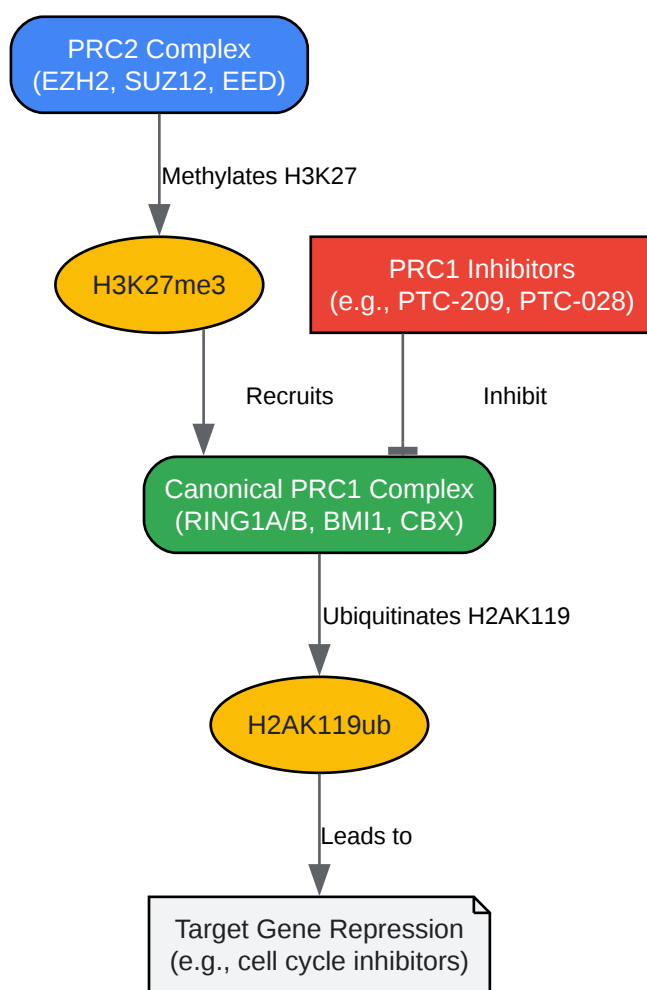 PRC2 Complex
(EZH2, SUZ12, EED)
Methylates H3K27
H3K27me3
PRC1 Inhibitors
(e.g., PTC-209, PTC-028)
Recruits
Inhibit
Canonical PRC1 Complex
(RING1A/B, BMI1, CBX)
Ubiquitinates H2AK119
H2AK119ub
Leads to
Target Gene Repression
(e.g., cell cycle inhibitors)